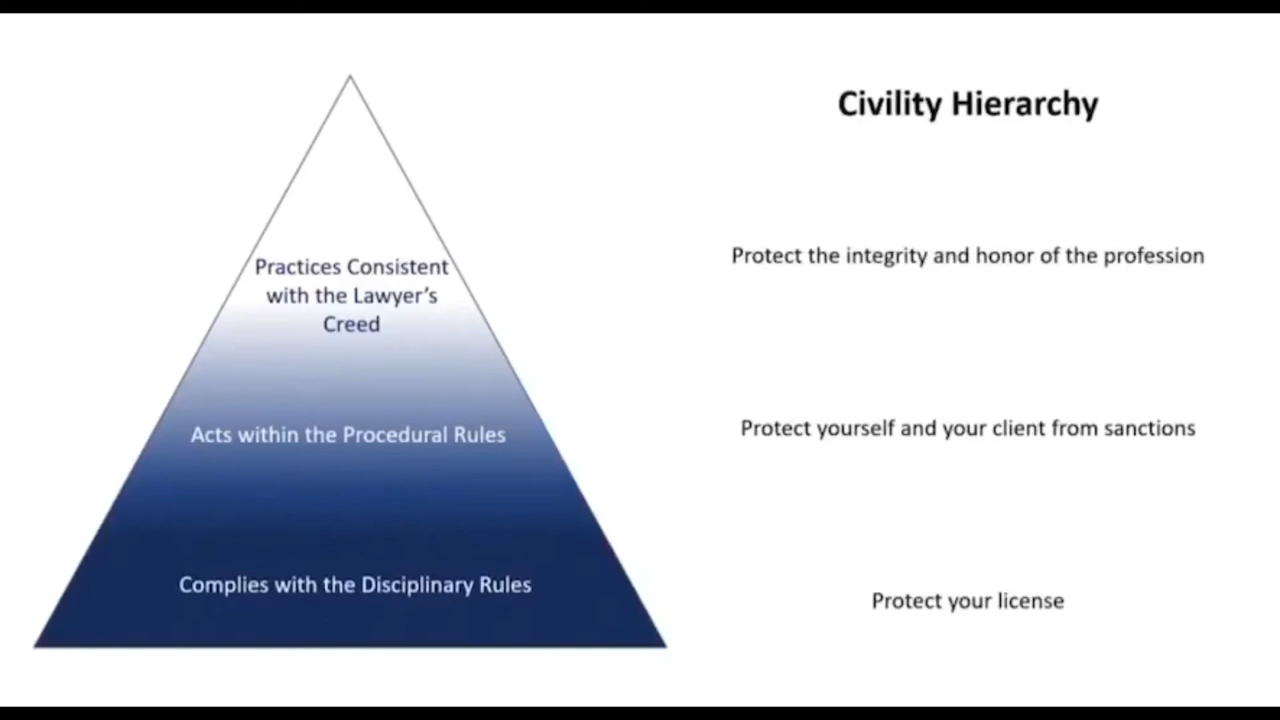 Civility Hierarchy
Practices Consistent
with the Lawyer's
Creed
Protect the integrity and honor of the profession
Acts within the Procedural Rules
Protect yourself and your client from sanctions
Complies with the Disciplinary Rules
Protect your license